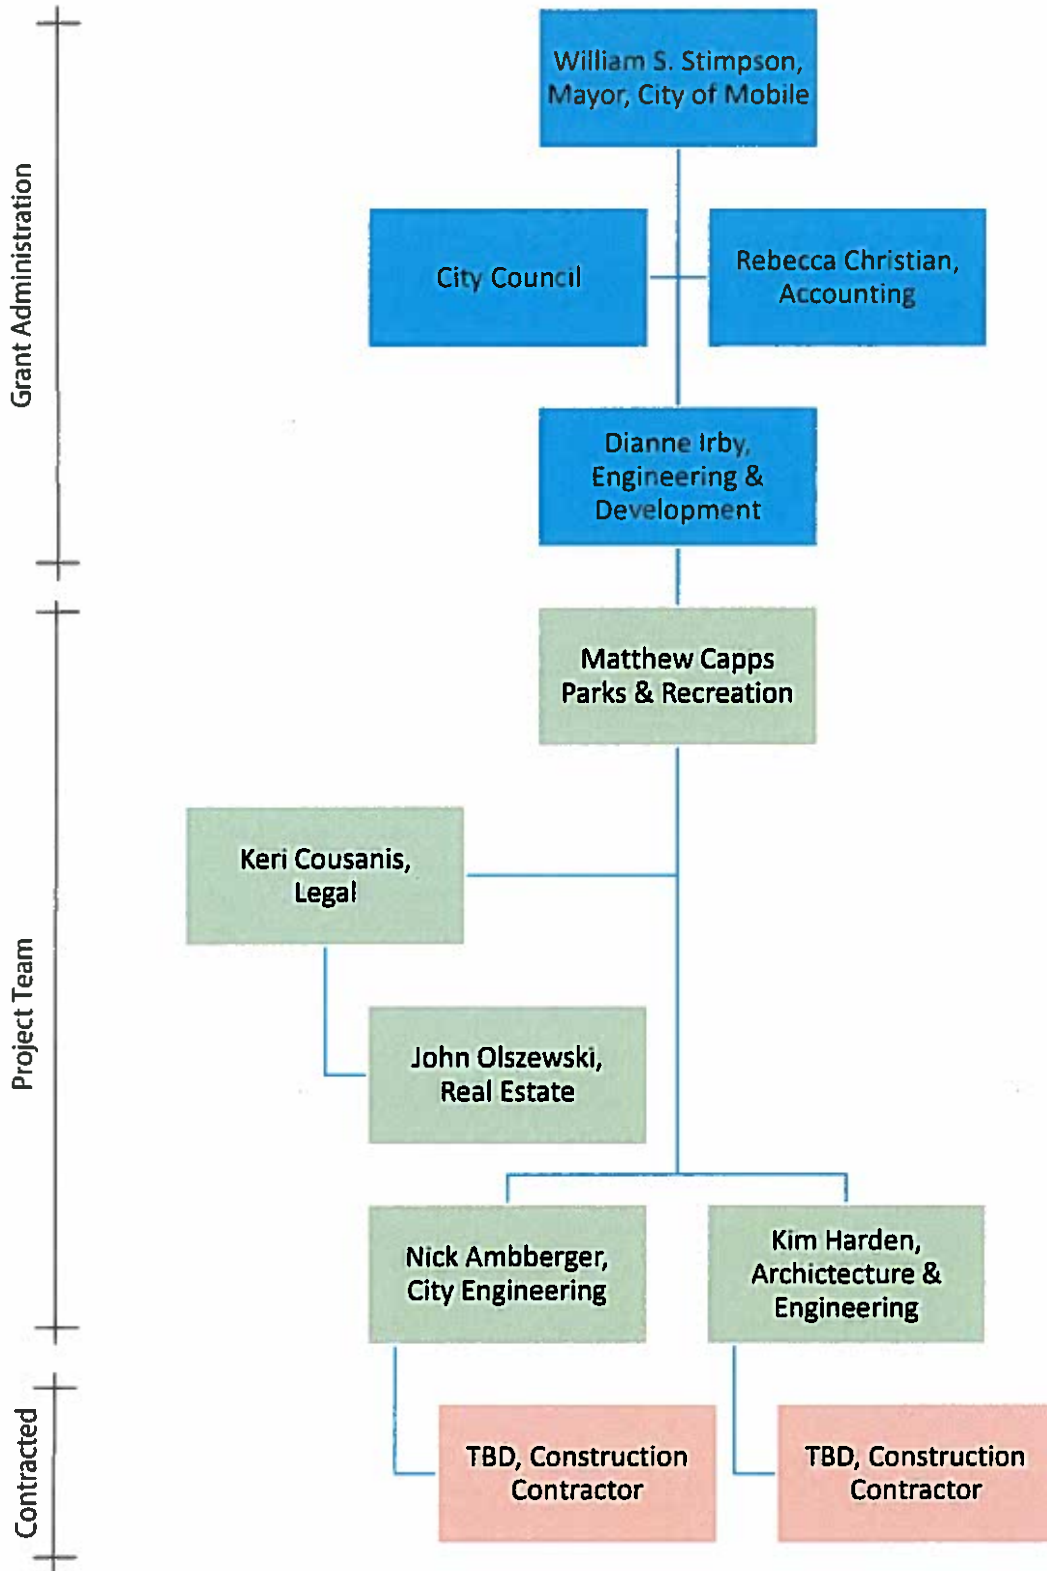 Grant Administration
William S. Stimpson,
Mayor, City of Mobile
City Council
Rebecca Christian,
Accounting
Dianne Irby,
Engineering &
Development
Project Team
Matthew Capps
Parks & Recreation
Keri Cousanis,
Legal
John Olszewski,
Real Estate
Nick Ambberger,
City Engineering
Kim Harden,
Archictecture &
Engineering
Contracted
TBD, Construction
Contractor
TBD, Construction
Contractor